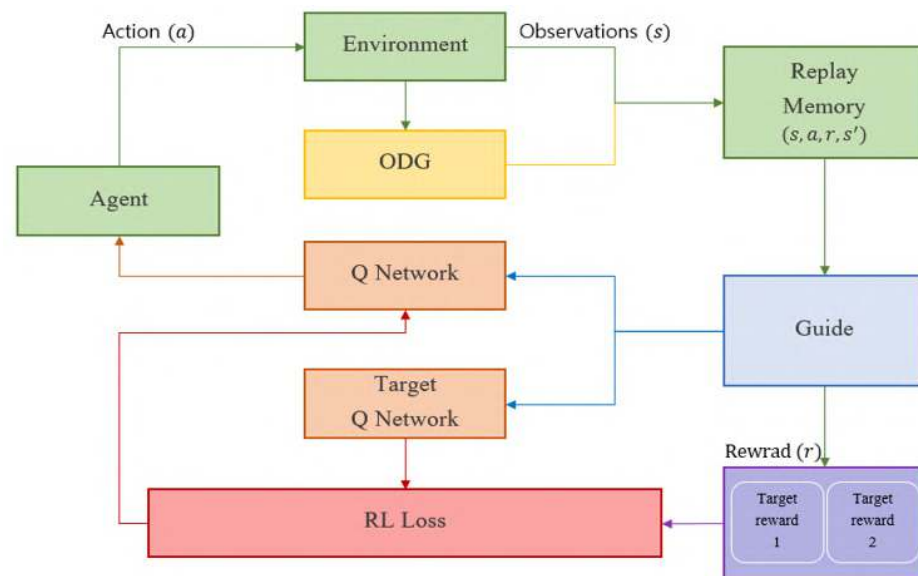 Action (a)
Environment
Observations (s)
Replay
Memory
(s, a, r, s′)
ODG
Agent
Q Network
Guide
Target
Q Network
Rewrad (r)
RL Loss
Target
reward
1
Target
reward
2